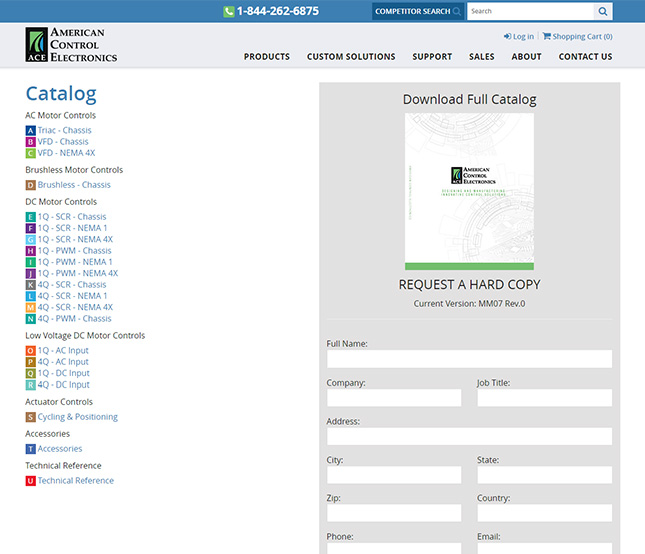 1-844-262-6875
COMPETITOR SEARCH
Search
AMERICAN
CONTROL
ACE ELECTRONICS
Log in
Shopping Cart (0)
PRODUCTS
CUSTOM SOLUTIONS
SUPPORT
SALES
ABOUT
CONTACT US
Catalog
AC Motor Controls
A Triac - Chassis
B VFD - Chassis
C VFD - NEMA 4X
Brushless Motor Controls
D Brushless - Chassis
DC Motor Controls
E 1Q - SCR - Chassis
F 1Q - SCR - NEMA 1
G 1Q - SCR - NEMA 4X
H 1Q - PWM - Chassis
I 1Q - PWM - NEMA 1
J 1Q - PWM - NEMA 4X
K 4Q - SCR - Chassis
L 4Q - SCR - NEMA 1
M 4Q - SCR - NEMA 4X
N 4Q - PWM - Chassis
Low Voltage DC Motor Controls
O 1Q - AC Input
P 4Q - AC Input
Q 1Q - DC Input
R 4Q - DC Input
Actuator Controls
S Cycling & Positioning
Accessories
T Accessories
Technical Reference
U Technical Reference
Download Full Catalog
AMERICAN
CONTROL
ACE ELECTRONICS
DESIGNING AND MANUFACTURING
INNOVATIVE CONTROL SOLUTIONS
REQUEST A HARD COPY
Current Version: MM07 Rev.0
Full Name:
Company:
Job Title:
Address:
City:
State:
Zip:
Country:
Phone:
Email: